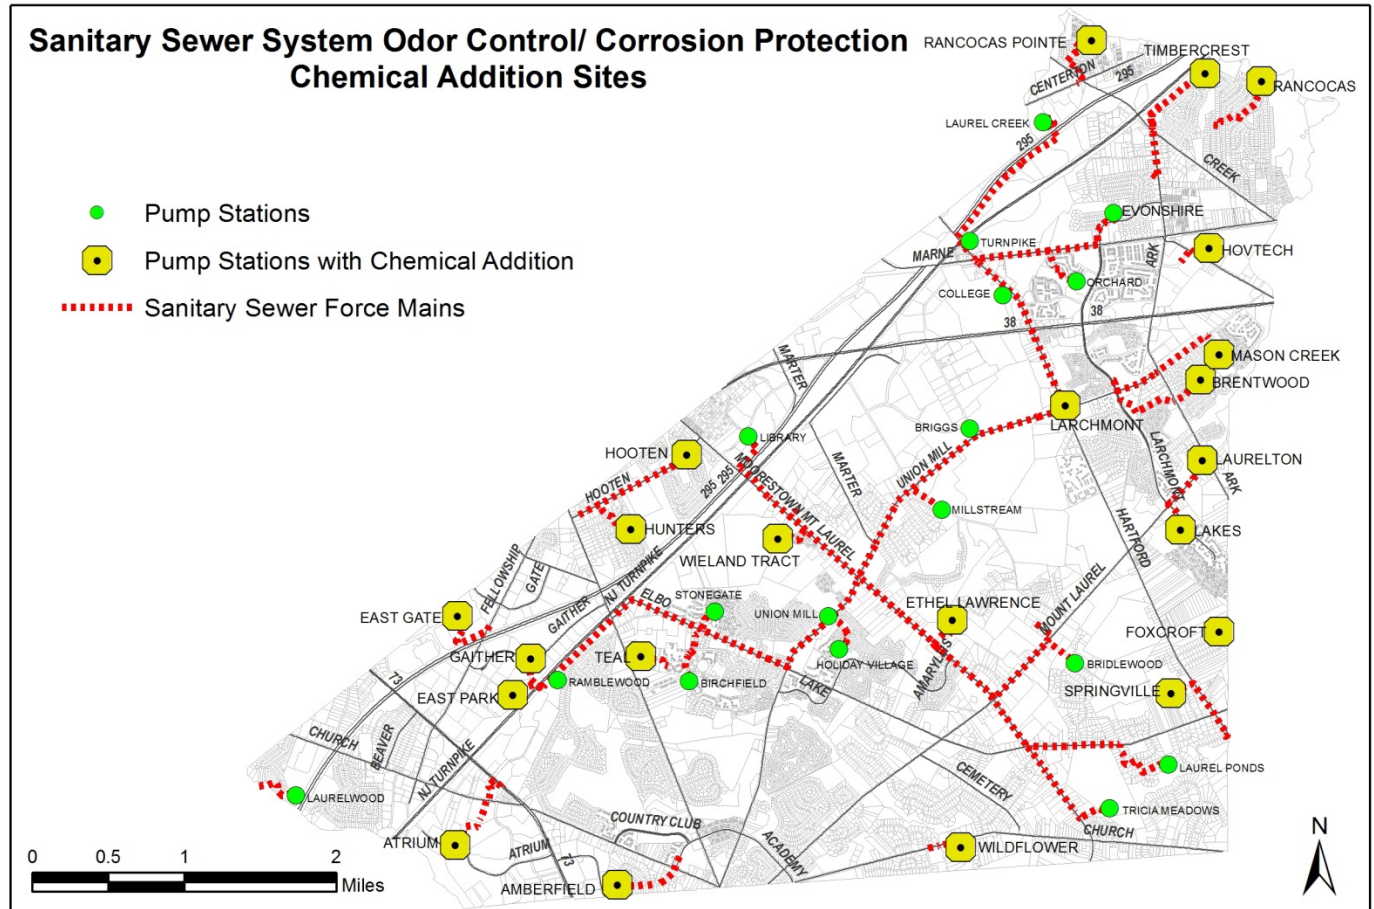 Sanitary Sewer System Odor Control/ Corrosion Protection
Chemical Addition Sites
Pump Stations
Pump Stations with Chemical Addition
Sanitary Sewer Force Mains
RANCOCAS POINTE
TIMBERCREST
CENTERTON
295
RANCOCAS
LAUREL CREEK
295
CREEK
EVONSHIRE
TURNPIKE
MARNE
ARK
HOVTECH
COLLEGE
ORCHARD
38
38
MARTER
MASON CREEK
BRENTWOOD
LARCHMONT
BRIGGS
LIBRARY
HOOTEN
MOORESTOWN MT LAUREL
MARTER
UNION MILL
LARCHMONT
LAURELTON
ARK
295
295
HOOTEN
MILLSTREAM
HARTFORD
HUNTERS
LAKES
WIELAND TRACT
FELLOWSHIP
GATE
NJ TURNPIKE
GAITHER
ELBO
STONEGATE
UNION MILL
ETHEL LAWRENCE
MOUNT LAUREL
EAST GATE
FOXCROFT
GAITHER
TEAL
HOLIDAY VILLAGE
AMARYLLIS
BRIDLEWOOD
73
RAMBLEWOOD
BIRCHFIELD
LAKE
SPRINGVILLE
EAST PARK
CHURCH
BEAVER
NJ TURNPIKE
CEMETERY
LAUREL PONDS
LAURELWOOD
TRICIA MEADOWS
COUNTRY CLUB
CHURCH
ATRIUM
ATRIUM
73
ACADEMY
WILDFLOWER
AMBERFIELD
N
0 0.5 1 2
Miles